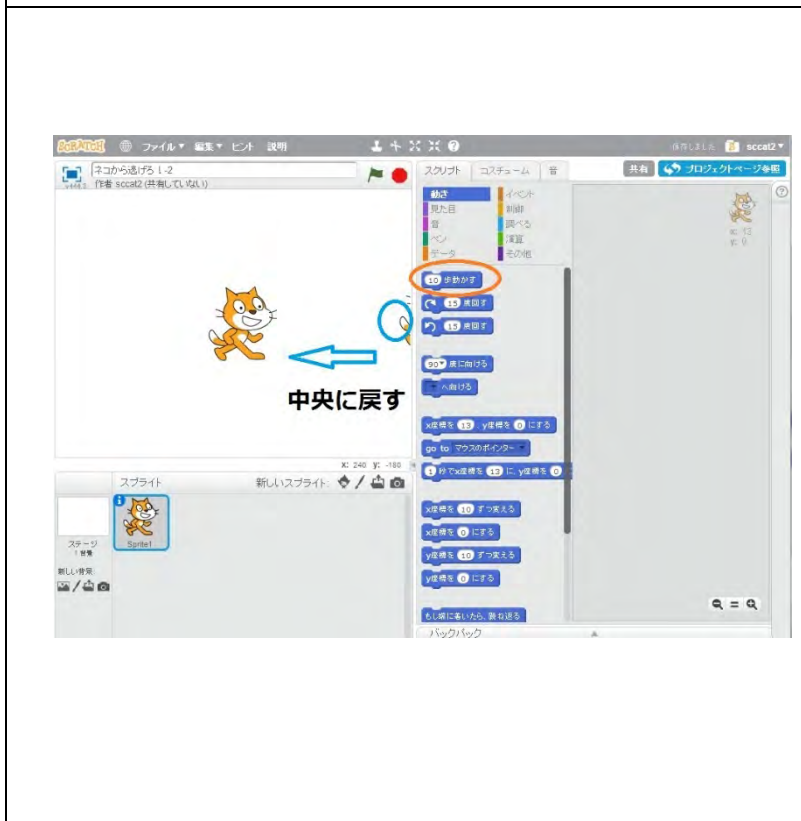 SCRATCH ファイル▼ 編集▼ ヒント 説明 保存しました sccat2▼
ネコから逃げろ 1-2
作者 sccat2 (共有していない)
スクリプト コスチューム 音
共有 プロジェクトページ参照
動き イベント
見た目 制御
音 調べる
ペン 演算
データ その他
x: 13
y: 0
10 歩動かす
15 度回す
15 度回す
90▼ 度に向ける
へ向ける
中央に戻す
x座標を 13 、y座標を 0 にする
go to マウスのポインター
1 秒でx座標を 13 に、y座標を 0
x座標を 10 ずつ変える
x座標を 0 にする
y座標を 10 ずつ変える
y座標を 0 にする
もし端に着いたら、跳ね返る
バックパック
X: 240 y: -180
スプライト 新しいスプライト:
ステージ
1 背景
Sprite1
新しい背景